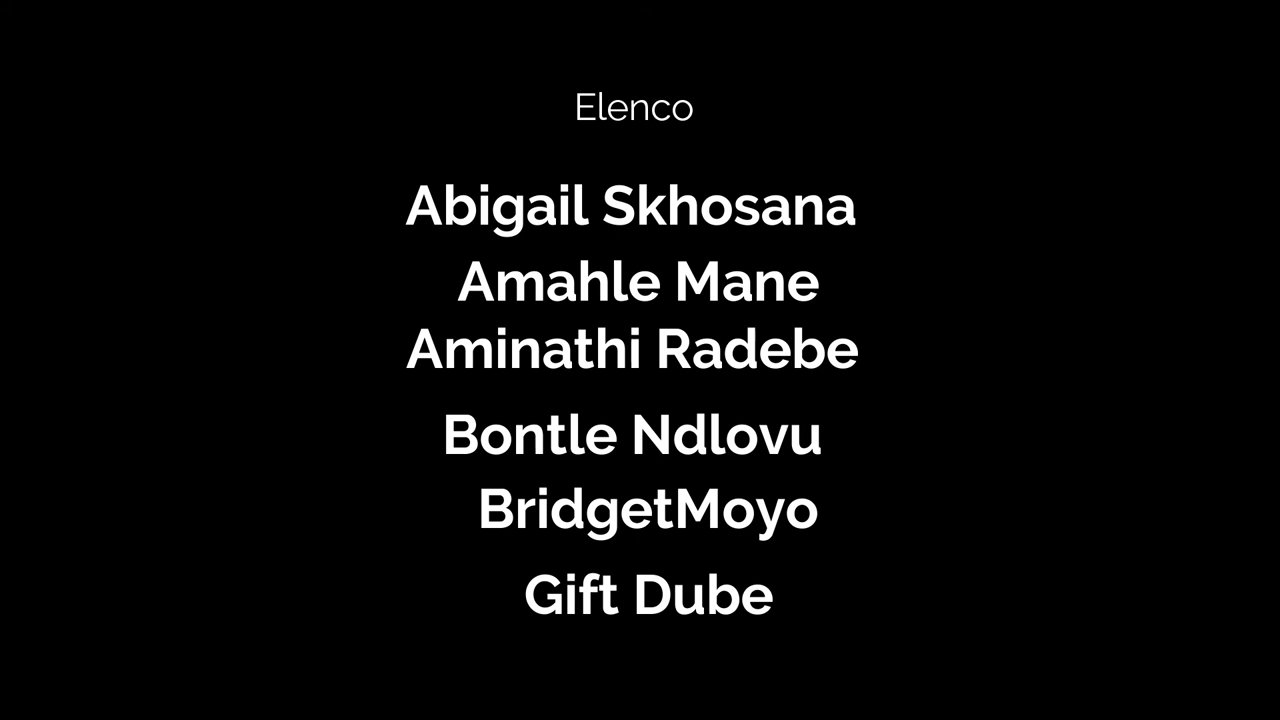 Elenco
Abigail Skhosana
Amahle Mane
Aminathi Radebe
Bontle Ndlovu
BridgetMoyo
Gift Dube